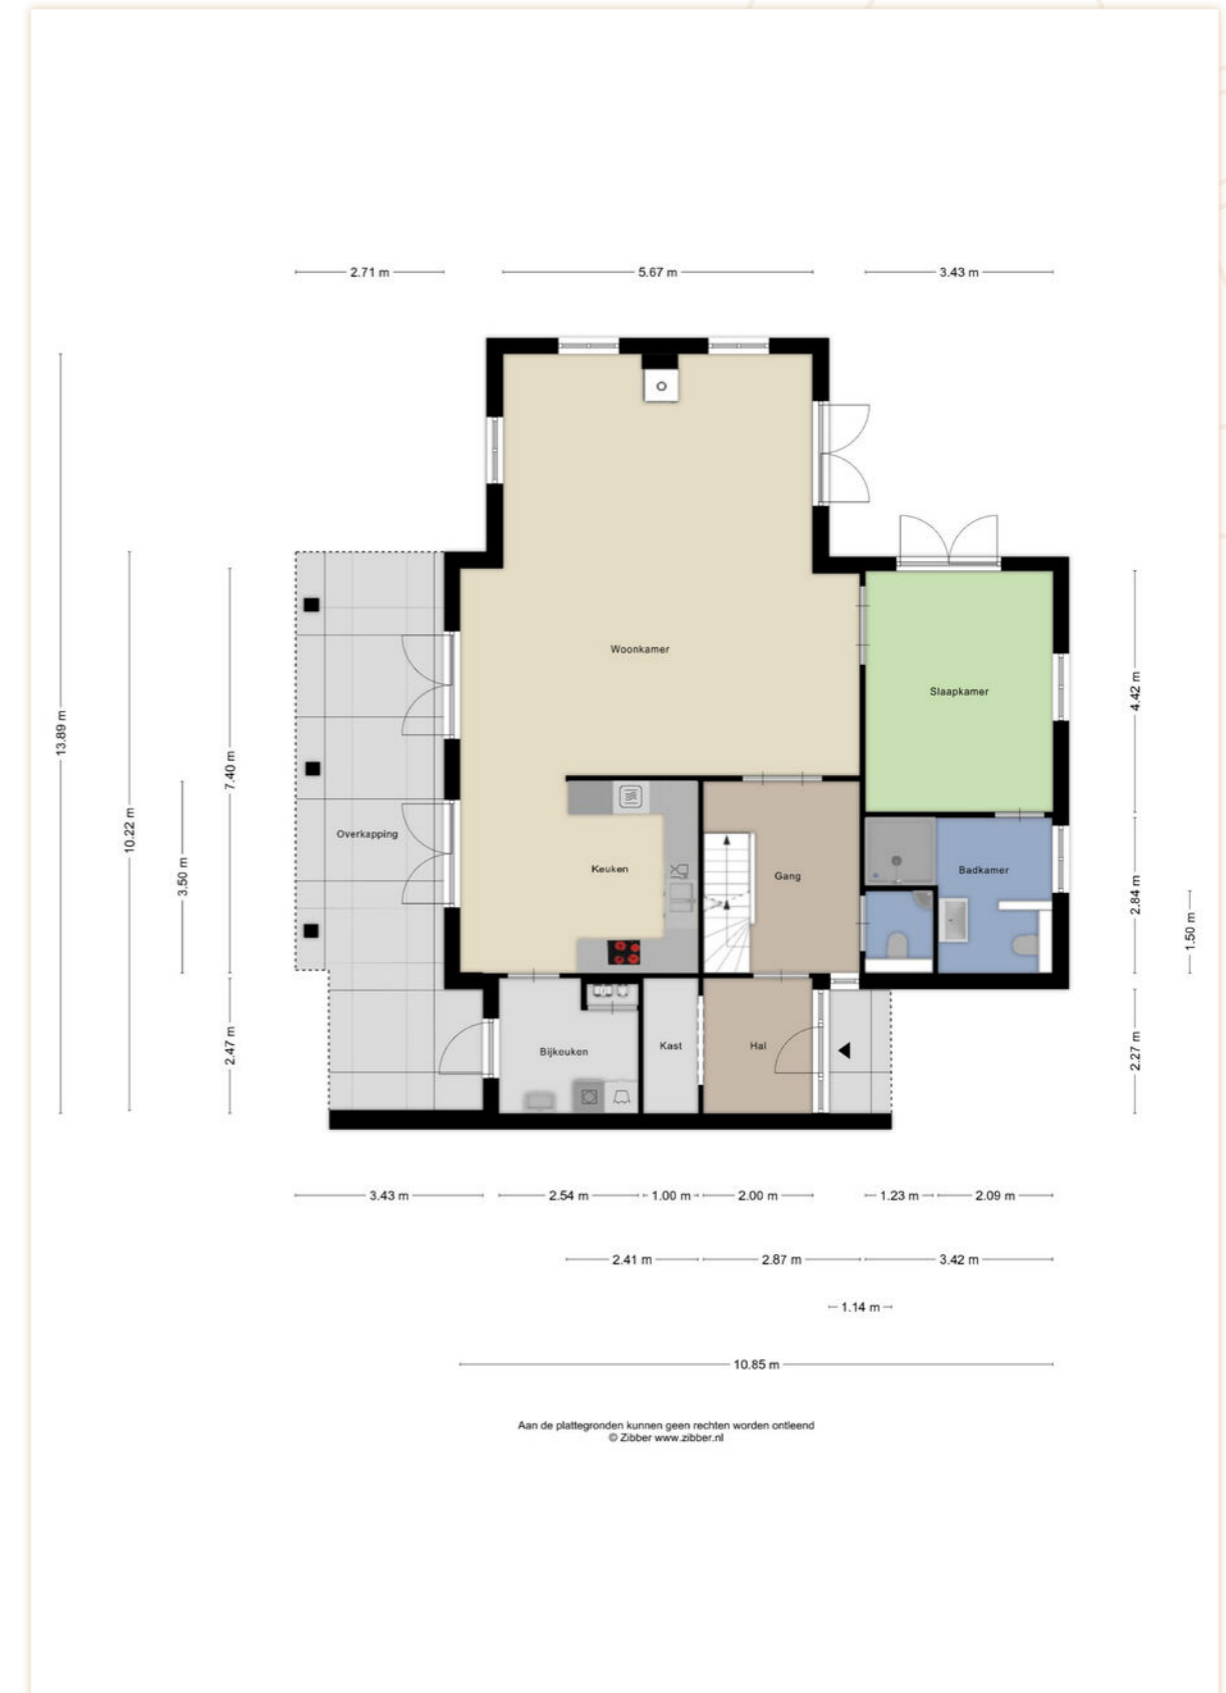 2.71 m
5.67 m
3.43 m
13.89 m
10.22 m
7.40 m
3.50 m
2.47 m
Woonkamer
Slaapkamer
4.42 m
Overkapping
Keuken
Gang
Badkamer
2.84 m
1.50 m
Bijkeuken
Kast
Hal
2.27 m
3.43 m
2.54 m
1.00 m
2.00 m
1.23 m
2.09 m
2.41 m
2.87 m
3.42 m
1.14 m
10.85 m
Aan de plattegronden kunnen geen rechten worden ontleend
© Zibber www.zibber.nl